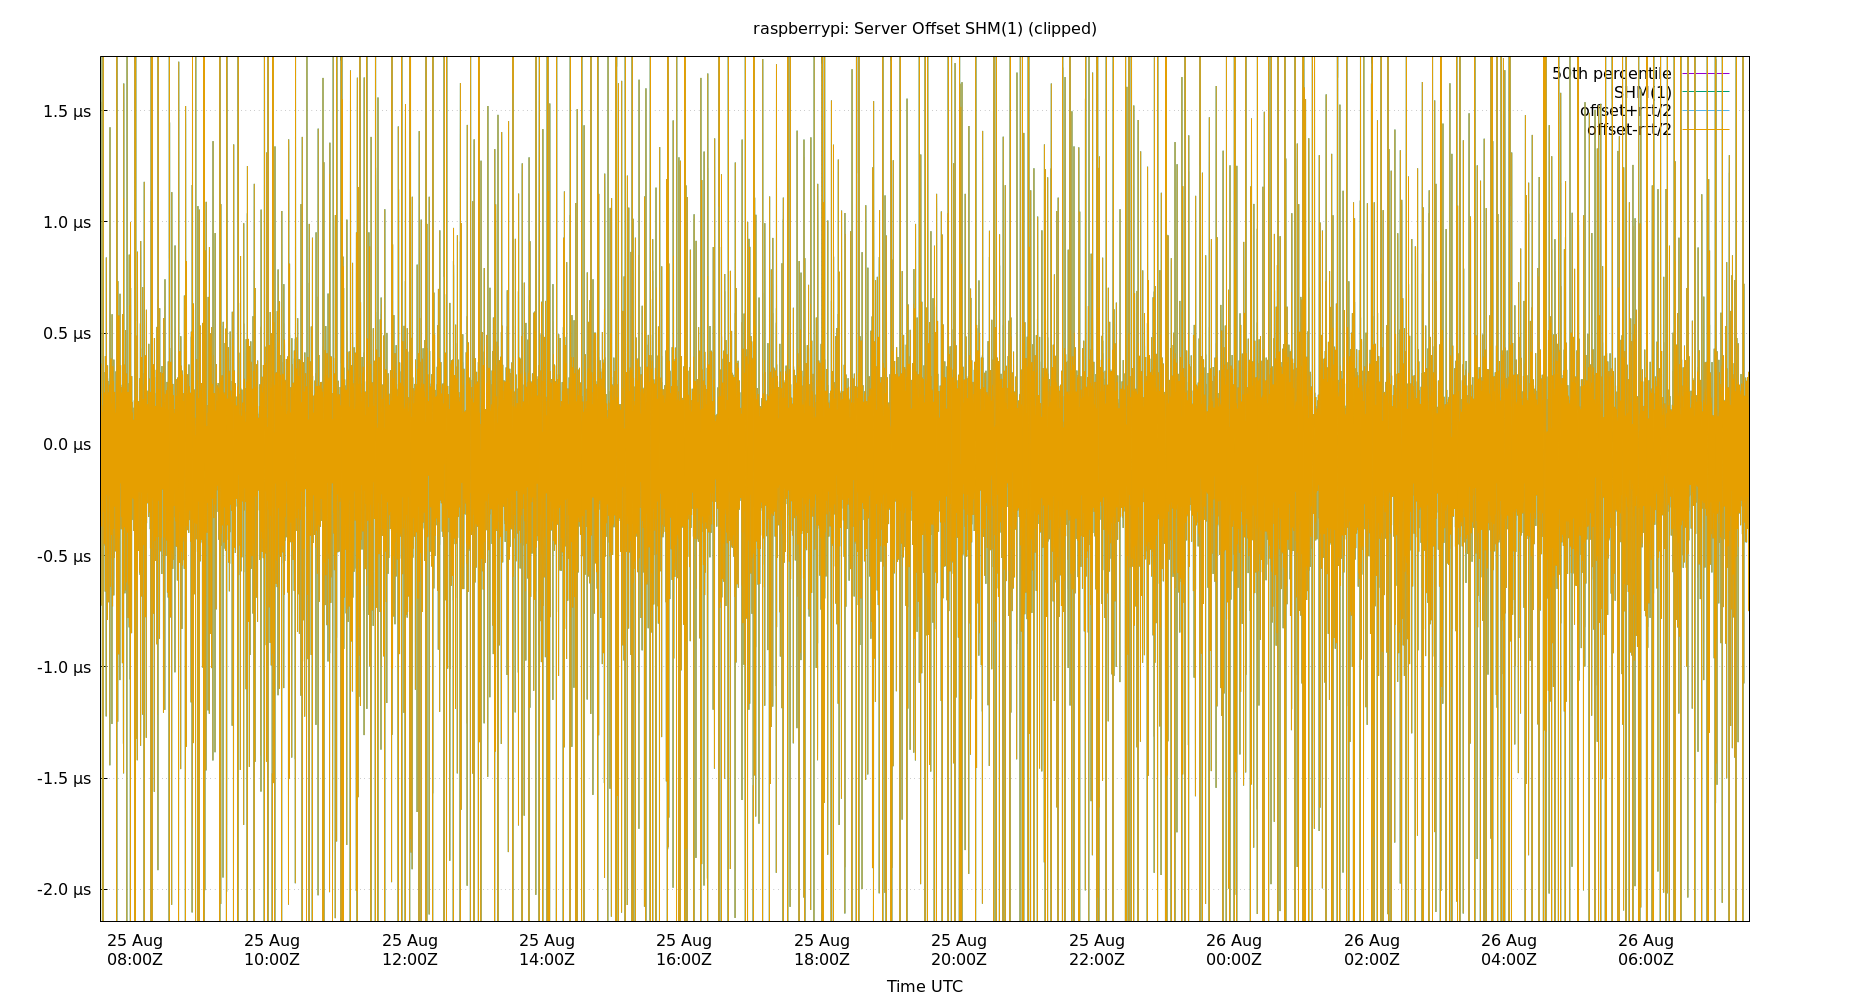 raspberrypi: Server Offset SHM(1) (clipped)
50th percentile
SHM(1)
offset+rtt/2
offset-rtt/2
1.5 µs
1.0 µs
0.5 µs
0.0 µs
-0.5 µs
-1.0 µs
-1.5 µs
-2.0 µs
25 Aug 25 Aug 25 Aug 25 Aug 25 Aug 25 Aug 25 Aug 25 Aug 26 Aug 26 Aug 26 Aug 26 Aug
08:00Z 10:00Z 12:00Z 14:00Z 16:00Z 18:00Z 20:00Z 22:00Z 00:00Z 02:00Z 04:00Z 06:00Z
Time UTC